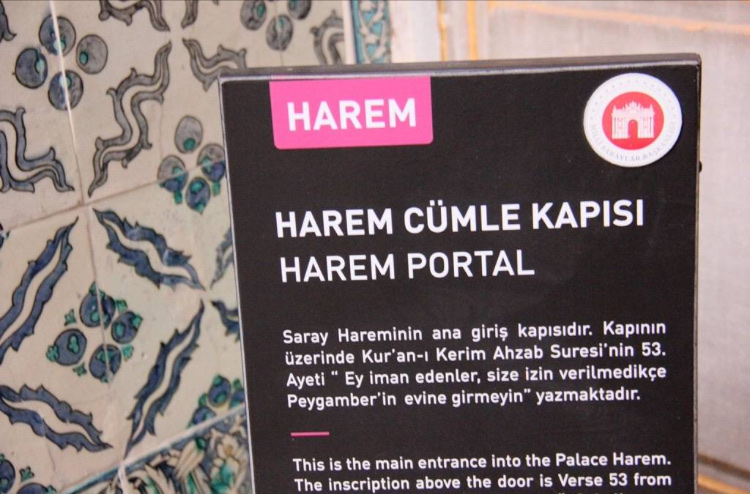 HAREM
HAREM CÜMLE KAPISI
HAREM PORTAL
Saray Hareminin ana giriş kapısıdır. Kapının
üzerinde Kur'an-ı Kerim Ahzab Suresi'nin 53.
Ayeti “ Ey iman edenler, size izin verilmedikçe
Peygamber'in evine girmeyin” yazmaktadır.
This is the main entrance into the Palace Harem.
The inscription above the door is Verse 53 from